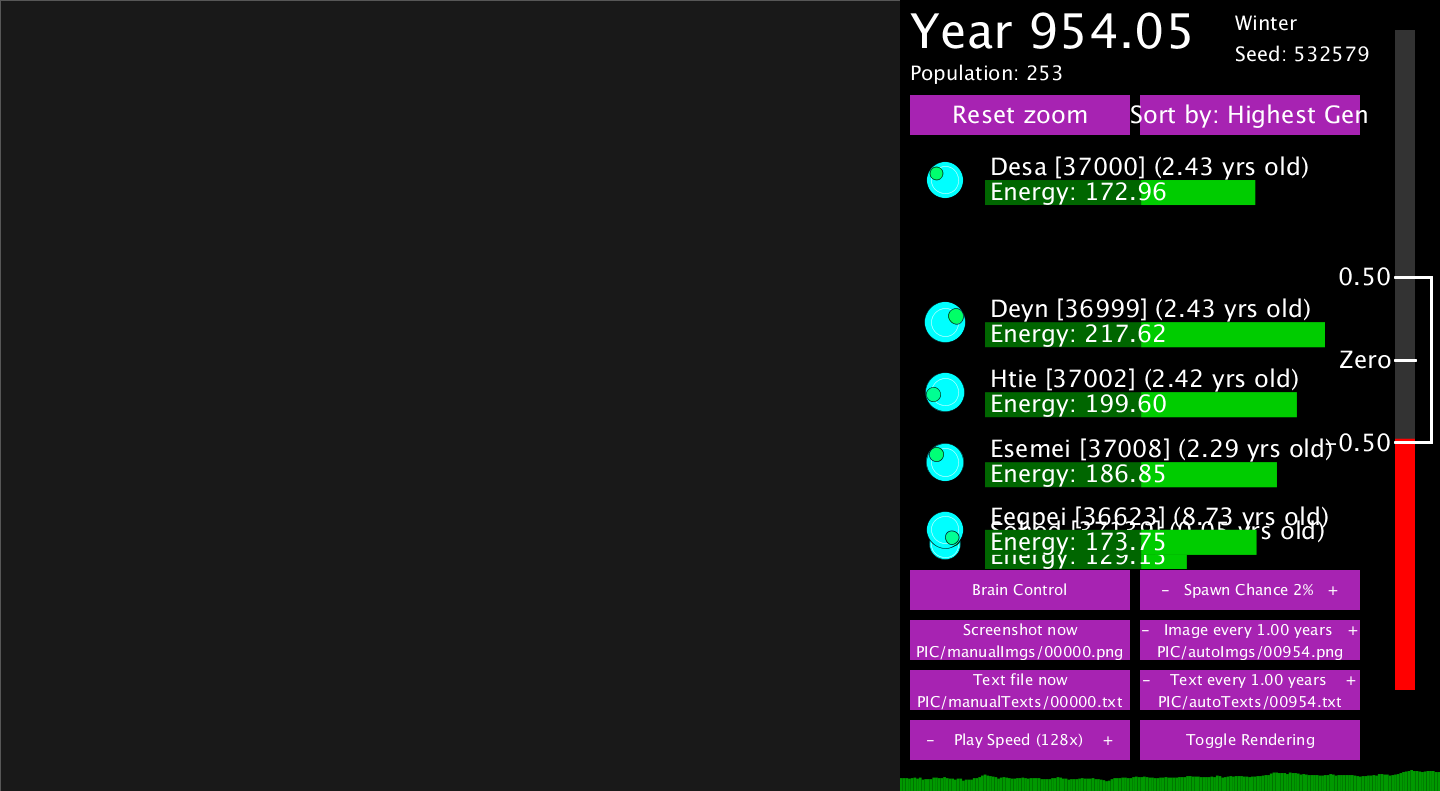 Year 954.05
Winter
Seed: 532579
Population: 253
Reset zoom
Sort by: Highest Gen
Desa [37000] (2.43 yrs old)
Energy: 172.96
0.50
Deyn [36999] (2.43 yrs old)
Energy: 217.62
Zero
Htie [37002] (2.42 yrs old)
Energy: 199.60
-0.50
Esemei [37008] (2.29 yrs old)
Energy: 186.85
Eegpei [36623] (8.73 yrs old)
yrs old)
Energy: 173.75
Energy: 129.15
Brain Control
- Spawn Chance 2% +
Screenshot now
PIC/manualImgs/00000.png
- Image every 1.00 years +
PIC/autoImgs/00954.png
Text file now
PIC/manualTexts/00000.txt
- Text every 1.00 years +
PIC/autoTexts/00954.txt
- Play Speed (128x) +
Toggle Rendering